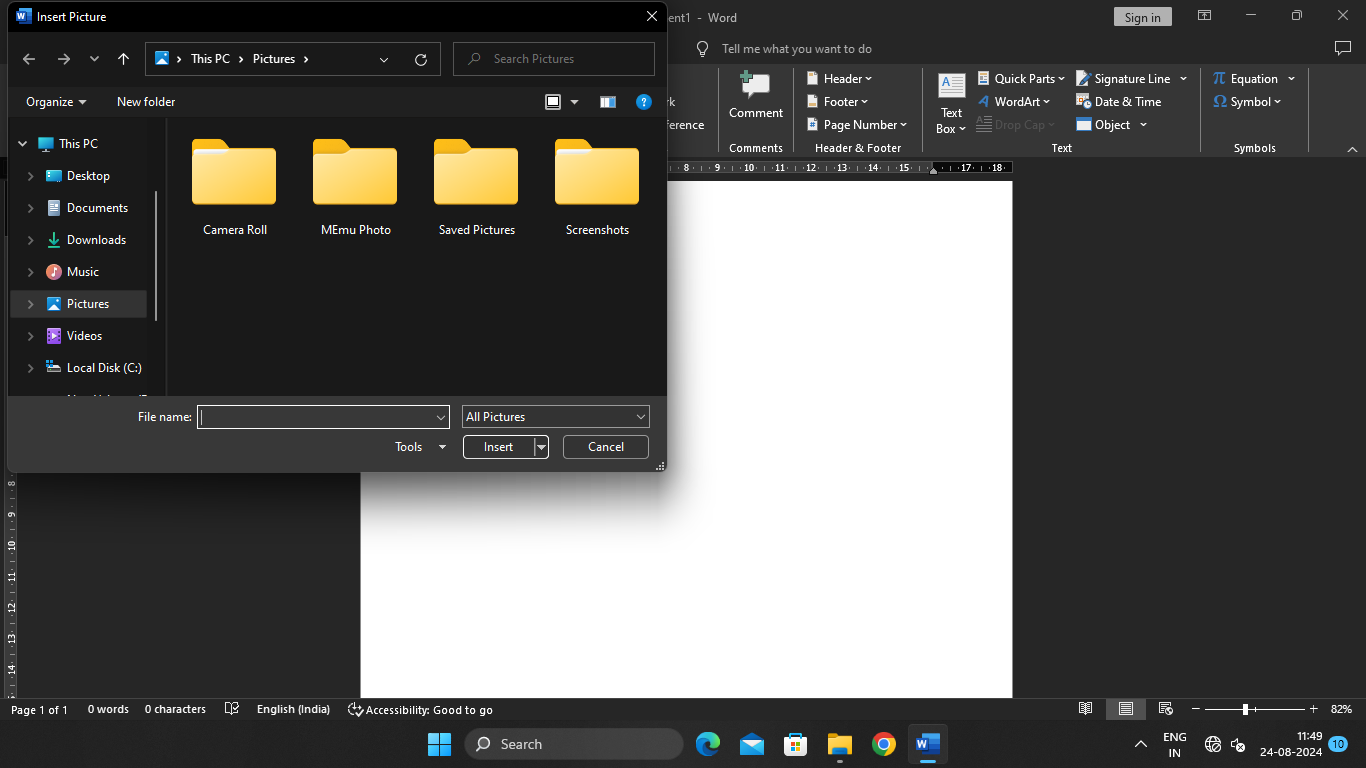 Insert Picture
ent1 - Word
Sign in
This PC > Pictures >
Search Pictures
Tell me what you want to do
Organize
New folder
This PC
Desktop
Documents
Downloads
Music
Pictures
Videos
Local Disk (C:)
Camera Roll
MEmu Photo
Saved Pictures
Screenshots
File name:
All Pictures
Tools
Insert
Cancel
ference
Comment
Comments
Header
Footer
Page Number
Header & Footer
Text
Box
Quick Parts
WordArt
Drop Cap
Signature Line
Date & Time
Object
Text
Equation
Symbol
Symbols
8 9 10 11 12 13 14 15 17 18
8
9
10
11
12
13
14
Page 1 of 1
0 words
0 characters
English (India)
Accessibility: Good to go
82%
Search
ENG
IN
11:49
24-08-2024
10